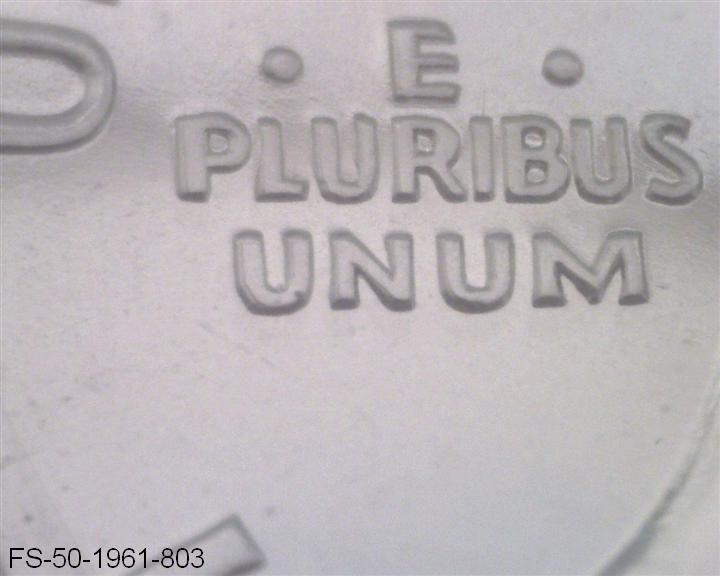 · E ·
PLURIBUS
UNUM
FS-50-1961-803